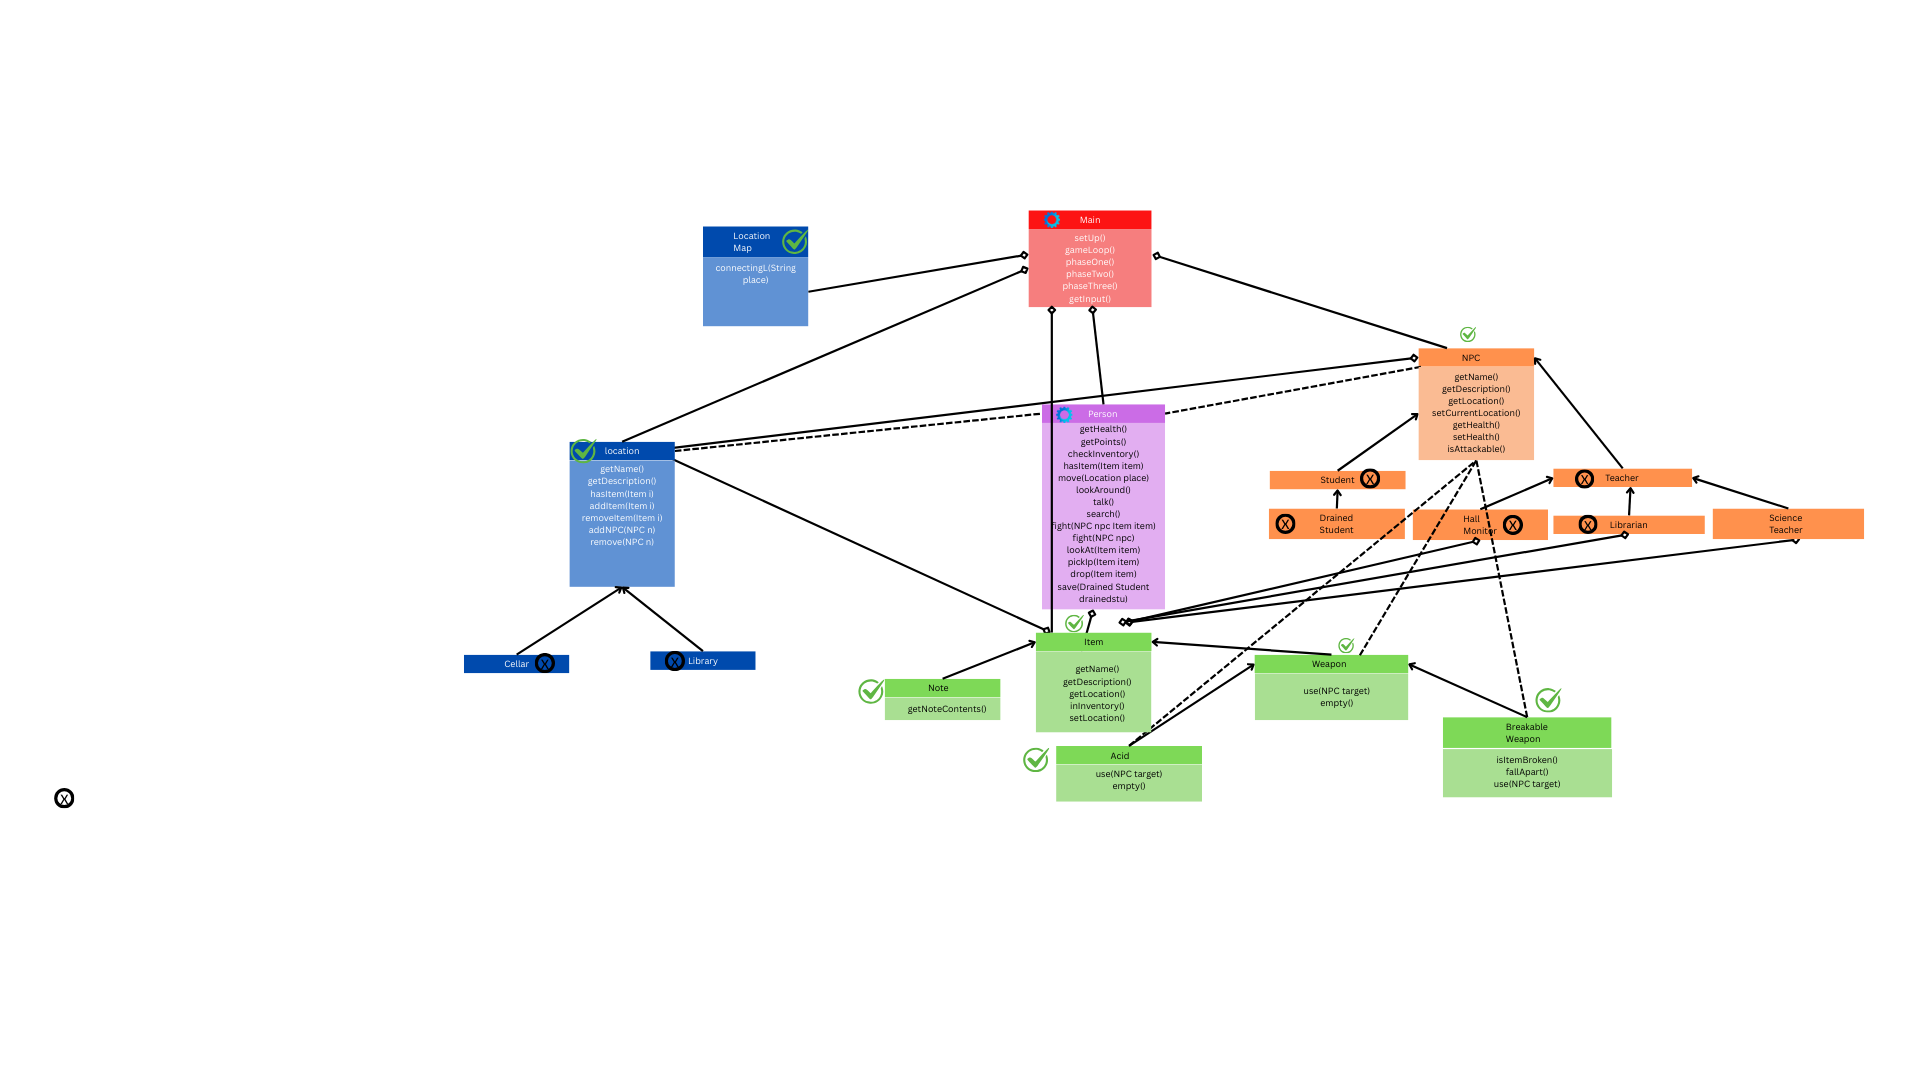 Main
setUp()
gameLoop()
phaseOne()
phaseTwo()
phaseThree()
getInput()
Location
Map
connectingL(String
place)
NPC
getName()
getDescription()
getLocation()
setCurrentLocation()
getHealth()
setHealth()
isAttackable()
Person
getHealth()
getPoints()
checkInventory()
hasItem(Item item)
move(Location place)
lookAround()
talk()
search()
fight(NPC npc Item item)
fight(NPC npc)
lookAt(Item item)
pickIp(Item item)
drop(Item item)
save(Drained Student
drainedstu)
location
getName()
getDescription()
hasItem(Item i)
addItem(Item i)
removeItem(Item i)
addNPC(NPC n)
remove(NPC n)
Student X
X Teacher
X Drained
Student
Hall
Monitor X
X Librarian
Science
Teacher
Cellar X
X Library
Item
getName()
getDescription()
getLocation()
inInventory()
setLocation()
Note
getNoteContents()
Weapon
use(NPC target)
empty()
Breakable
Weapon
isItemBroken()
fallApart()
use(NPC target)
Acid
use(NPC target)
empty()
X